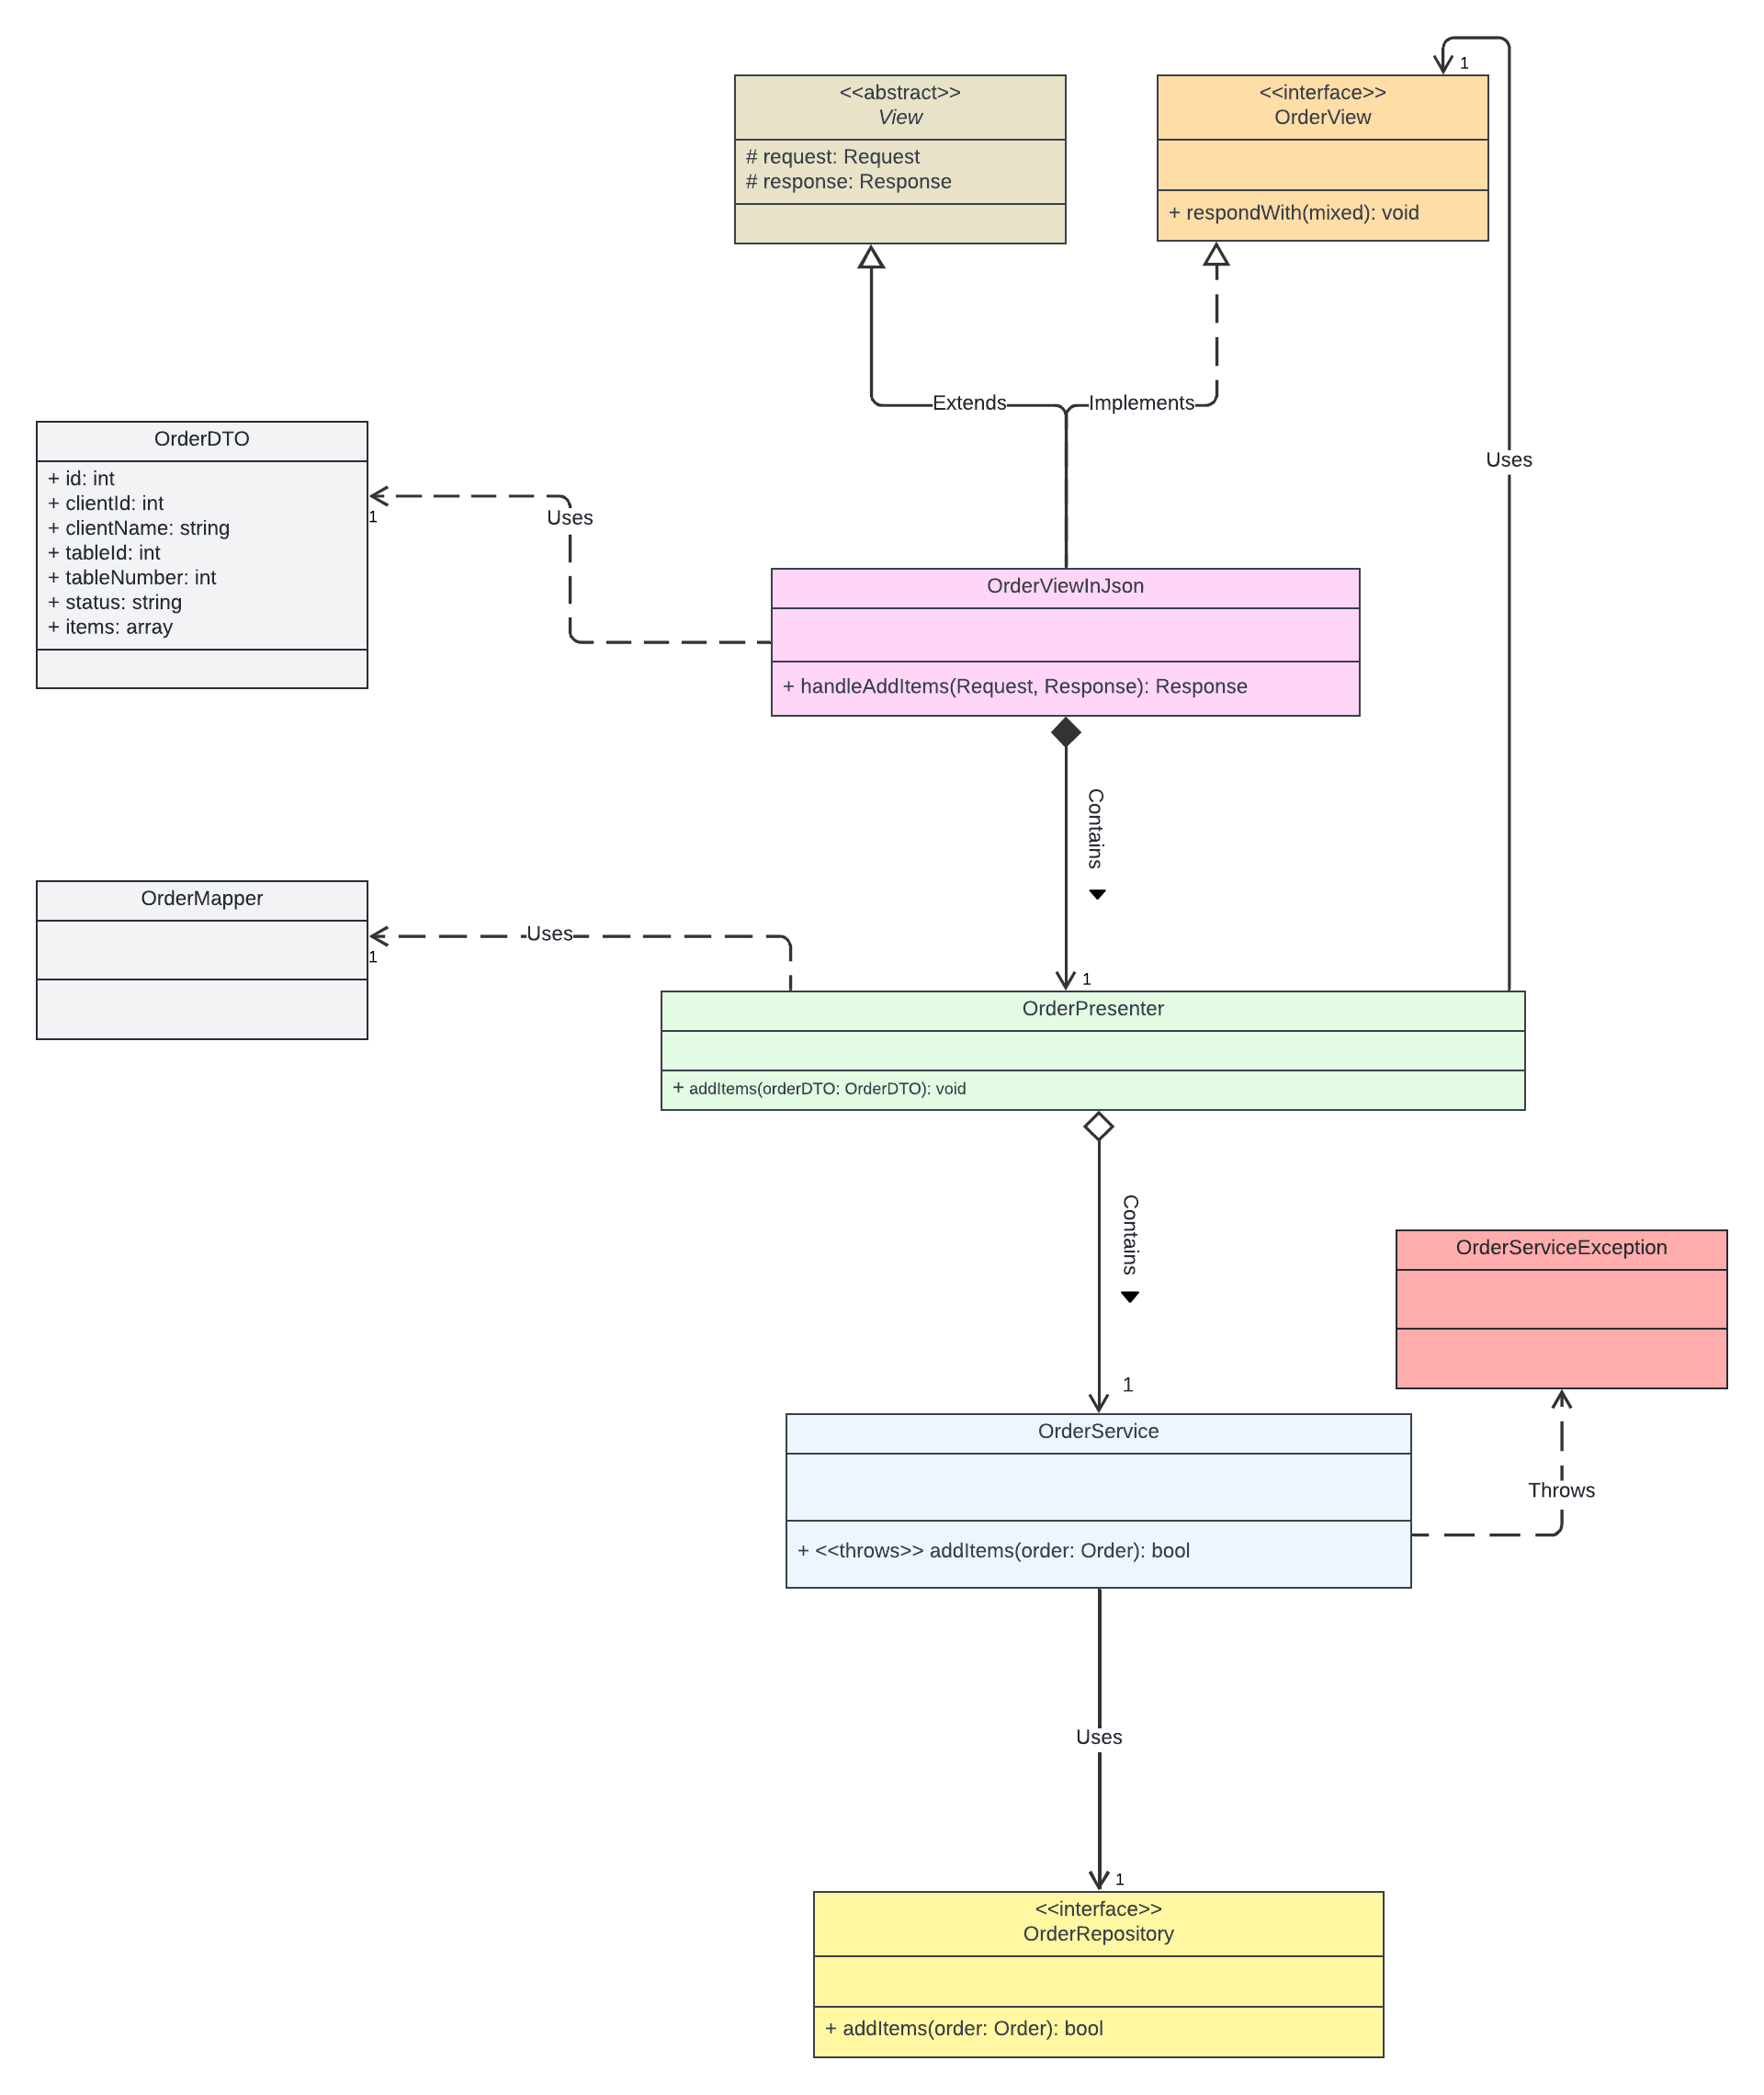 1
<<abstract>>
View
# request: Request
# response: Response
<<interface>>
OrderView
+ respondWith(mixed): void
Extends
Implements
Uses
OrderDTO
+ id: int
+ clientId: int
+ clientName: string
+ tableId: int
+ tableNumber: int
+ status: string
+ items: array
1
Uses
OrderViewInJson
+ handleAddItems(Request, Response): Response
Contains
1
OrderMapper
1
Uses
OrderPresenter
+ addItems(orderDTO: OrderDTO): void
Contains
1
OrderServiceException
Throws
OrderService
+ <<throws>> addItems(order: Order): bool
Uses
1
<<interface>>
OrderRepository
+ addItems(order: Order): bool